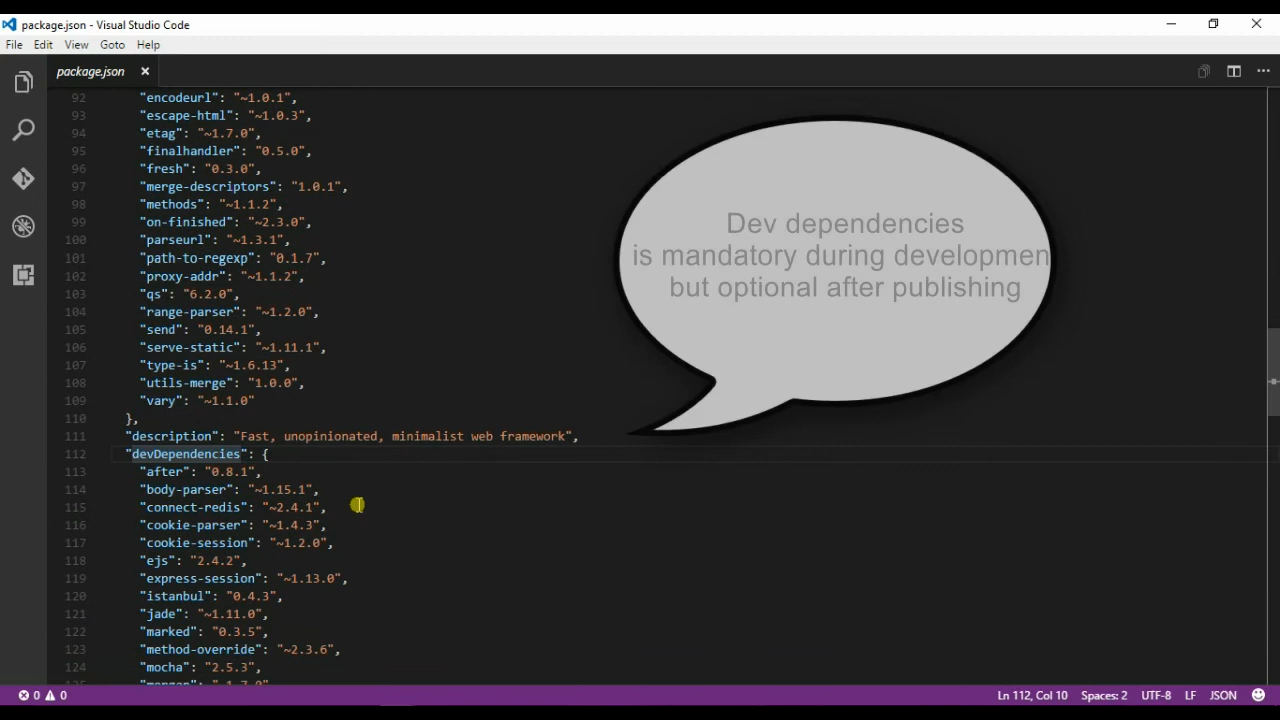 package.json - Visual Studio Code
File Edit View Goto Help
package.json
92 "encodeurl": "~1.0.1",
93 "escape-html": "~1.0.3",
94 "etag": "~1.7.0",
95 "finalhandler": "0.5.0",
96 "fresh": "0.3.0",
97 "merge-descriptors": "1.0.1",
98 "methods": "~1.1.2",
99 "on-finished": "~2.3.0",
100 "parseurl": "~1.3.1",
101 "path-to-regexp": "0.1.7",
102 "proxy-addr": "~1.1.2",
103 "qs": "6.2.0",
104 "range-parser": "~1.2.0",
105 "send": "0.14.1",
106 "serve-static": "~1.11.1",
107 "type-is": "~1.6.13",
108 "utils-merge": "1.0.0",
109 "vary": "~1.1.0"
110 },
111 "description": "Fast, unopinionated, minimalist web framework",
112 "devDependencies": {
113 "after": "0.8.1",
114 "body-parser": "~1.15.1",
115 "connect-redis": "~2.4.1",
116 "cookie-parser": "~1.4.3",
117 "cookie-session": "~1.2.0",
118 "ejs": "2.4.2",
119 "express-session": "~1.13.0",
120 "istanbul": "0.4.3",
121 "jade": "~1.11.0",
122 "marked": "0.3.5",
123 "method-override": "~2.3.6",
124 "mocha": "2.5.3",
Dev dependencies
is mandatory during developmen
but optional after publishing
0 0
Ln 112, Col 10 Spaces: 2 UTF-8 LF JSON